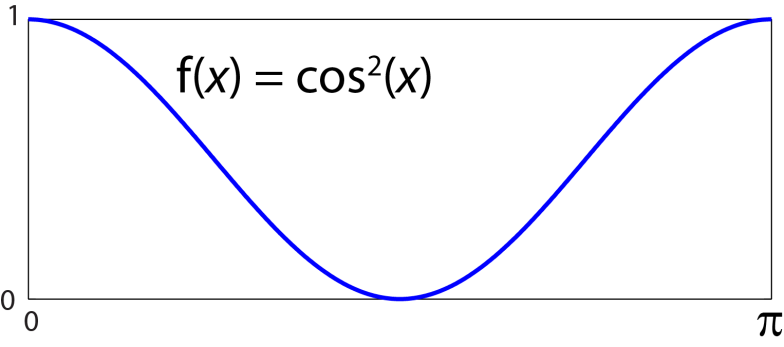 1
f(x) = cos²(x)
0
0
π